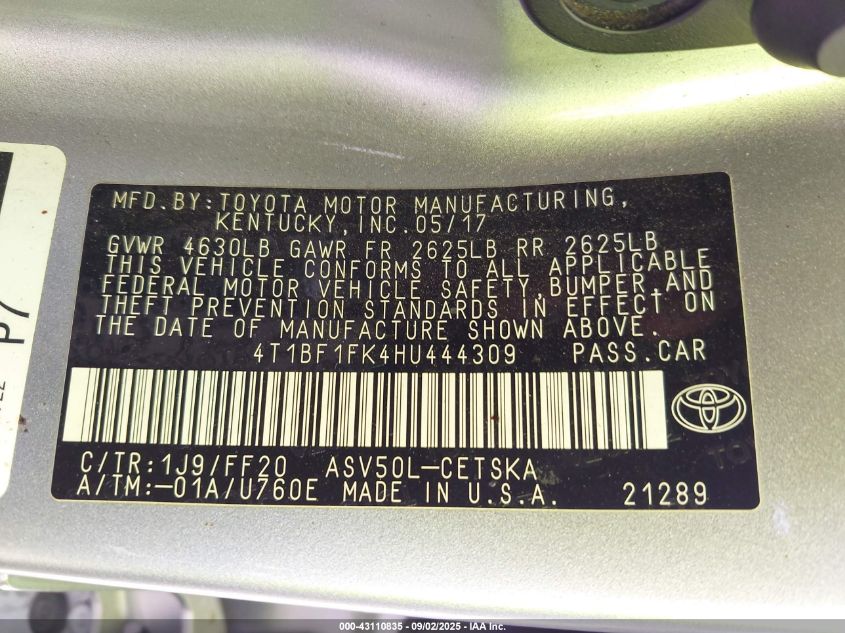 MFD.BY:TOYOTA MOTOR MANUFACTURING,
KENTUCKY, INC.05/17
GVWR 4630LB GAWR FR 2625LB RR 2625LB
THIS VEHICLE CONFORMS TO ALL APPLICABLE
FEDERAL MOTOR VEHICLE SAFETY,BUMPER,AND
THEFT PREVENTION STANDARDS IN EFFECT ON
THE DATE OF MANUFACTURE SHOWN ABOVE.
4T1BF1FK4HU444309 PASS.CAR
C/TR:1J9/FF20 ASV50L-CETSKA
A/TM:-01A/U760E MADE IN U.S.A. 21289
P7
000-43110835 - 09/02/2025 - IAA Inc.